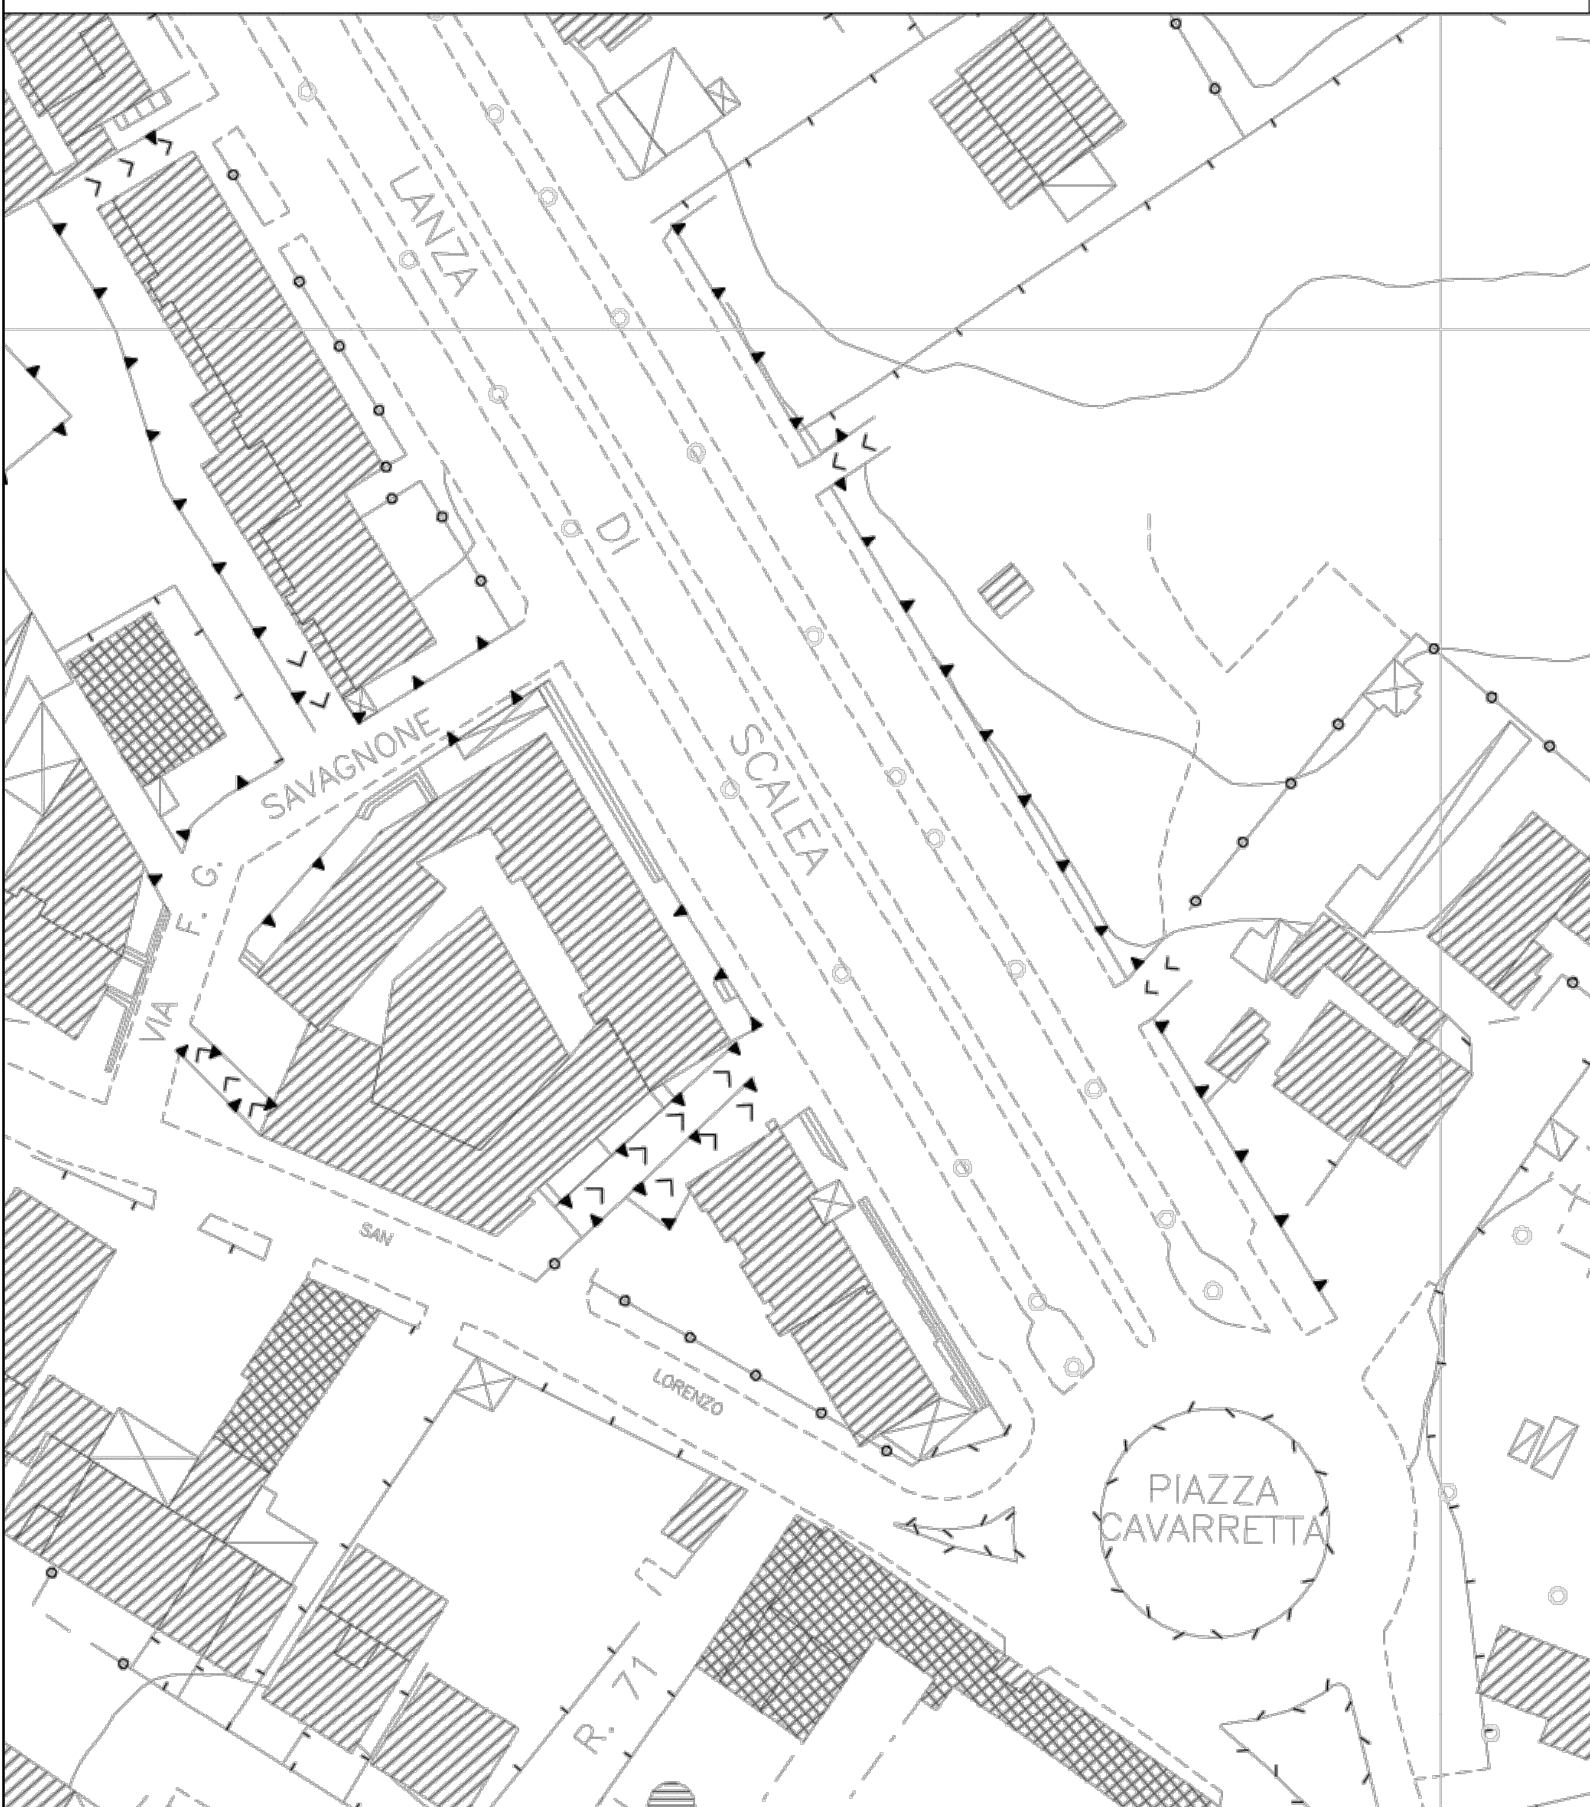 LANZA
DI
SCALEA
SAVAGNONE
VIA F. G.
SAN
LORENZO
PIAZZA
CAVARRETTA
R. 71